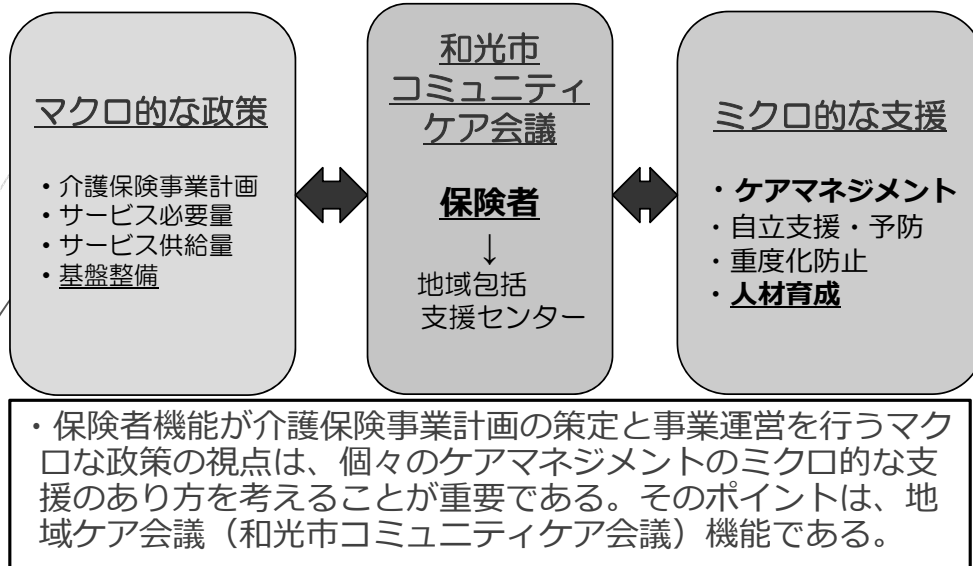 マクロ的な政策
・介護保険事業計画
・サービス必要量
・サービス供給量
・基盤整備
和光市
コミュニティ
ケア会議
保険者
↓
地域包括
支援センター
ミクロ的な支援
・ケアマネジメント
・自立支援・予防
・重度化防止
・人材育成
・保険者機能が介護保険事業計画の策定と事業運営を行うマク
ロな政策の視点は、個々のケアマネジメントのミクロ的な支
援のあり方を考えることが重要である。そのポイントは、地
域ケア会議（和光市コミュニティケア会議）機能である。